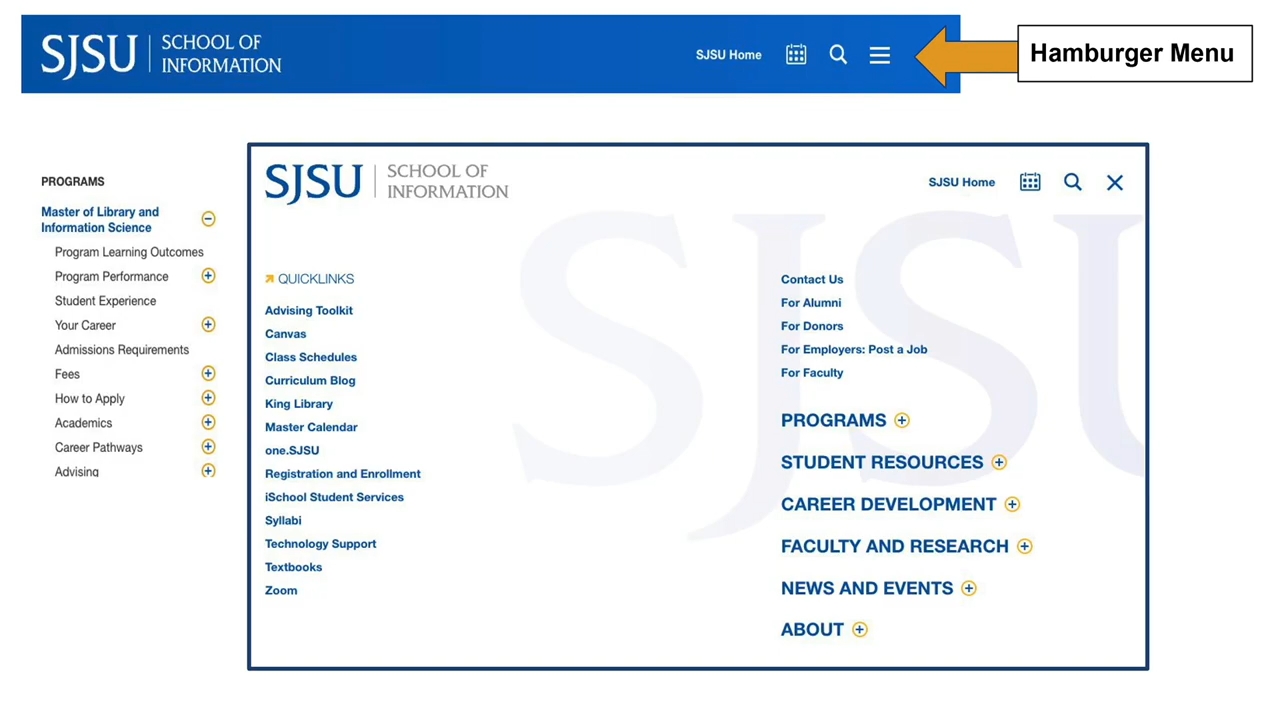 SJSU SCHOOL OF INFORMATION
SJSU Home
Hamburger Menu
PROGRAMS
Master of Library and
Information Science
Program Learning Outcomes
Program Performance
Student Experience
Your Career
Admissions Requirements
Fees
How to Apply
Academics
Career Pathways
Advising
SJSU SCHOOL OF INFORMATION
SJSU Home
SJSU
QUICKLINKS
Advising Toolkit
Canvas
Class Schedules
Curriculum Blog
King Library
Master Calendar
one.SJSU
Registration and Enrollment
iSchool Student Services
Syllabi
Technology Support
Textbooks
Zoom
Contact Us
For Alumni
For Donors
For Employers: Post a Job
For Faculty
PROGRAMS
STUDENT RESOURCES
CAREER DEVELOPMENT
FACULTY AND RESEARCH
NEWS AND EVENTS
ABOUT